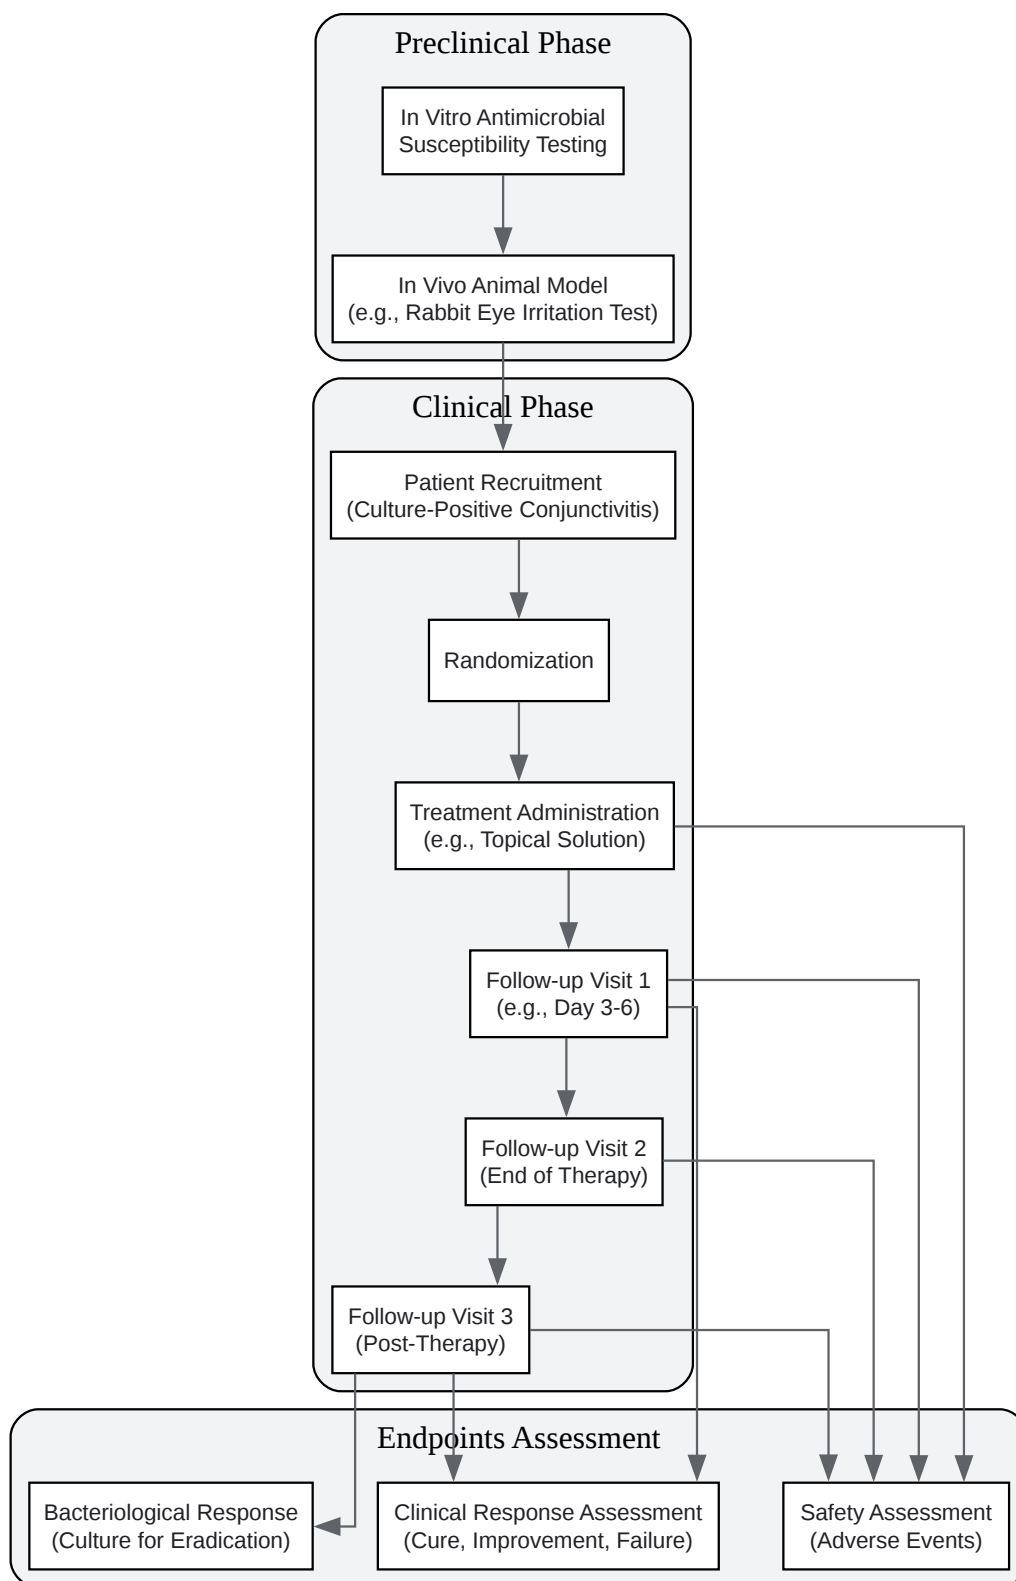 Preclinical Phase
In Vitro Antimicrobial
Susceptibility Testing
In Vivo Animal Model
(e.g., Rabbit Eye Irritation Test)
Clinical Phase
Patient Recruitment
(Culture-Positive Conjunctivitis)
Randomization
Treatment Administration
(e.g., Topical Solution)
Follow-up Visit 1
(e.g., Day 3-6)
Follow-up Visit 2
(End of Therapy)
Follow-up Visit 3
(Post-Therapy)
Endpoints Assessment
Bacteriological Response
(Culture for Eradication)
Clinical Response Assessment
(Cure, Improvement, Failure)
Safety Assessment
(Adverse Events)